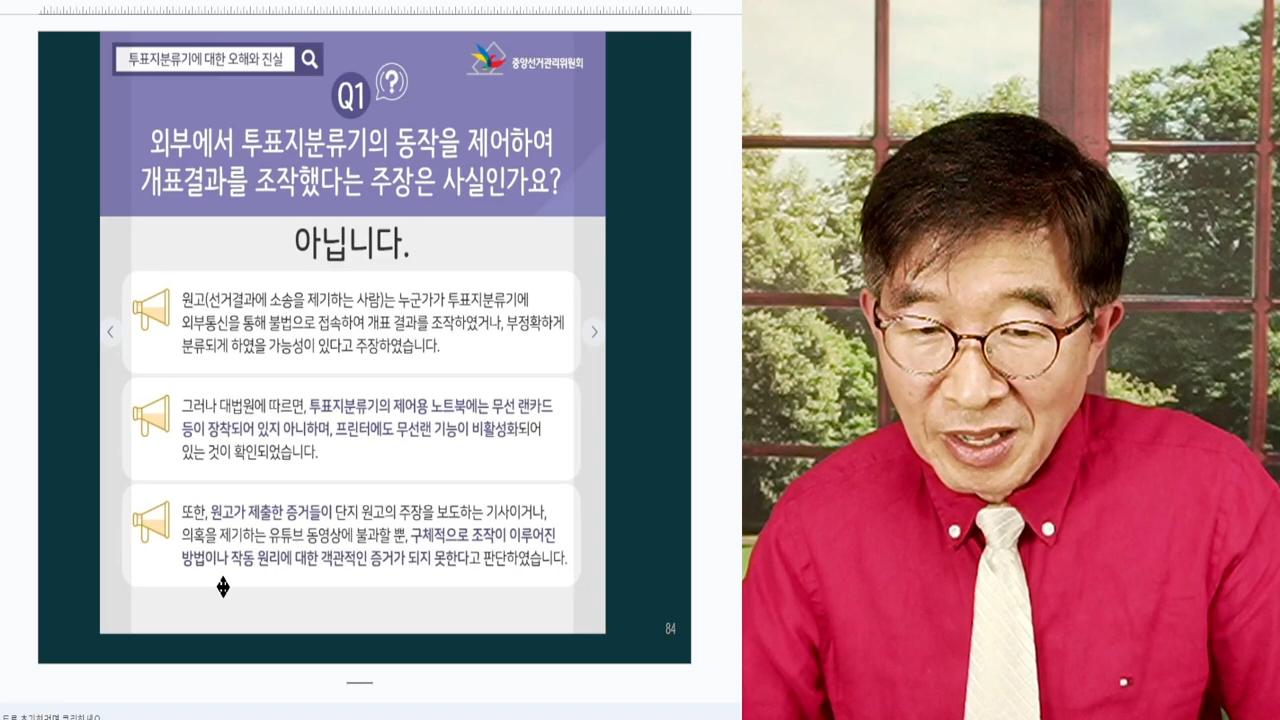 투표지분류기에 대한 오해와 진실
중앙선거관리위원회
Q1
?
외부에서 투표지분류기의 동작을 제어하여
개표결과를 조작했다는 주장은 사실인가요?
아닙니다.
원고(선거결과에 소송을 제기하는 사람)는 누군가가 투표지분류기에
외부통신을 통해 불법으로 접속하여 개표 결과를 조작하였거나, 부정확하게
분류되게 하였을 가능성이 있다고 주장하였습니다.
그러나 대법원에 따르면, 투표지분류기의 제어용 노트북에는 무선 랜카드
등이 장착되어 있지 아니하며, 프린터에도 무선랜 기능이 비활성화되어
있는 것이 확인되었습니다.
또한, 원고가 제출한 증거들이 단지 원고의 주장을 보도하는 기사이거나,
의혹을 제기하는 유튜브 동영상에 불과할 뿐, 구체적으로 조작이 이루어진
방법이나 작동 원리에 대한 객관적인 증거가 되지 못한다고 판단하였습니다.
84